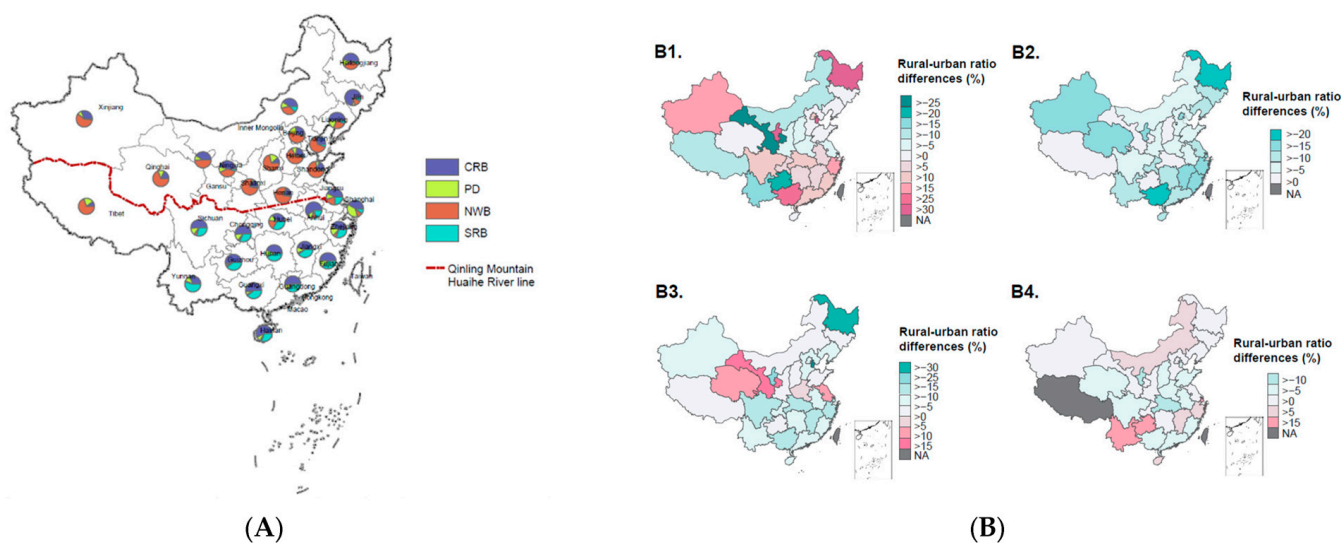 Heilongjiang
Jilin
Xinjiang
Liaoning
Inner Mongolia
Beijing
Tianjin
Hebei
Ningxia
Shanxi
Shandong
Qinghai
Gansu
Shaanxi
Henan
Jiangsu
Shanghai
Tibet
Sichuan
Chongqing
Hubei
Anhui
Zhejiang
Guizhou
Hunan
Jiangxi
Fujian
Yunnan
Guangxi
Guangdong
Taiwan
Hongkong
Macao
Hainan
CRB
PD
NWB
SRB
Qinling Mountain
Huaihe River line
(A)
B1.
Rural-urban ratio
differences (%)
>−25
>−20
>−15
>−10
>−5
>0
>5
>10
>15
>25
>30
NA
B2.
Rural-urban ratio
differences (%)
>−20
>−15
>−10
>−5
>0
NA
B3.
Rural-urban ratio
differences (%)
>−30
>−25
>−15
>−10
>−5
>0
>5
>10
>15
NA
B4.
Rural-urban ratio
differences (%)
>−10
>−5
>0
>5
>15
NA
(B)